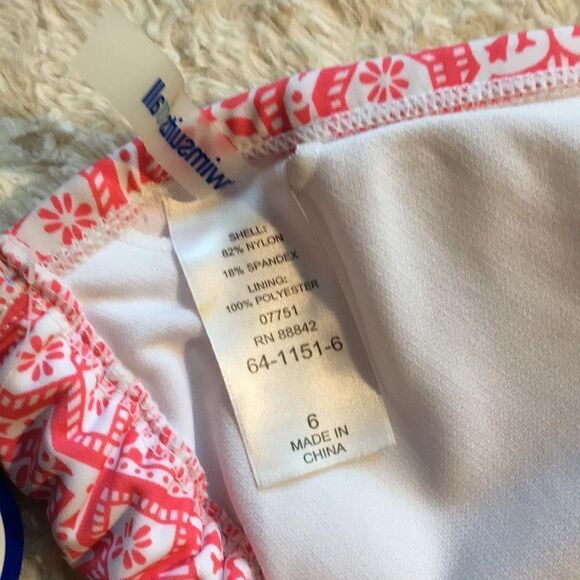 SHELL:
82% NYLON
18% SPANDEX
LINING:
100% POLYESTER
07751
RN 88842
64-1151-6
6
MADE IN
CHINA